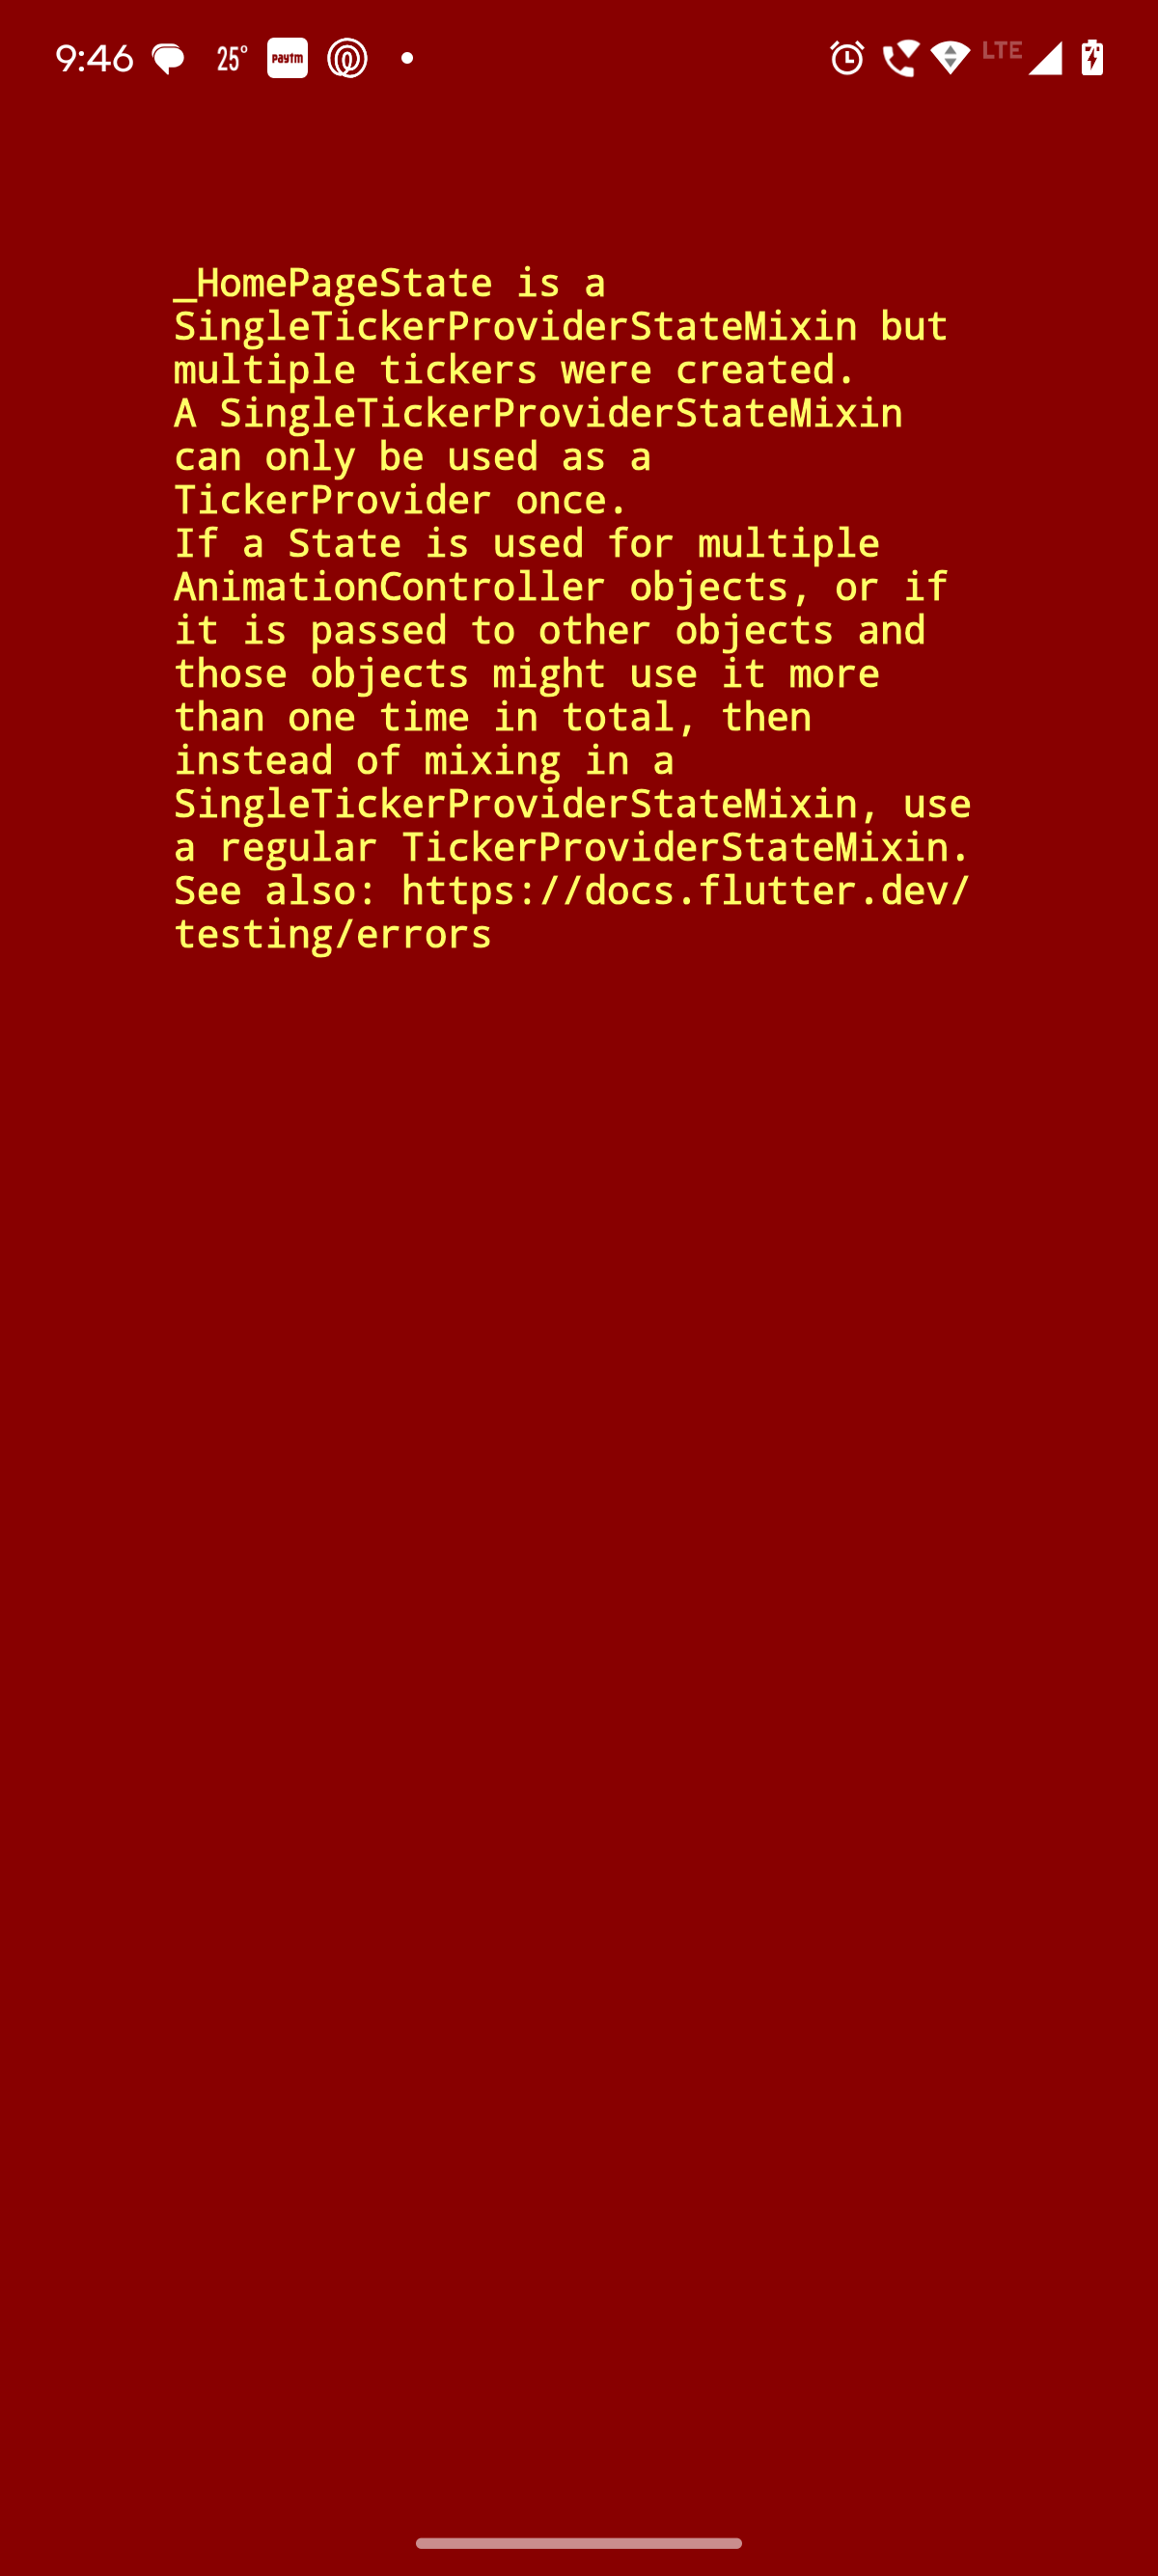 9:46 25° paytm LTE
_HomePageState is a
SingleTickerProviderStateMixin but
multiple tickers were created.
A SingleTickerProviderStateMixin
can only be used as a
TickerProvider once.
If a State is used for multiple
AnimationController objects, or if
it is passed to other objects and
those objects might use it more
than one time in total, then
instead of mixing in a
SingleTickerProviderStateMixin, use
a regular TickerProviderStateMixin.
See also: https://docs.flutter.dev/
testing/errors